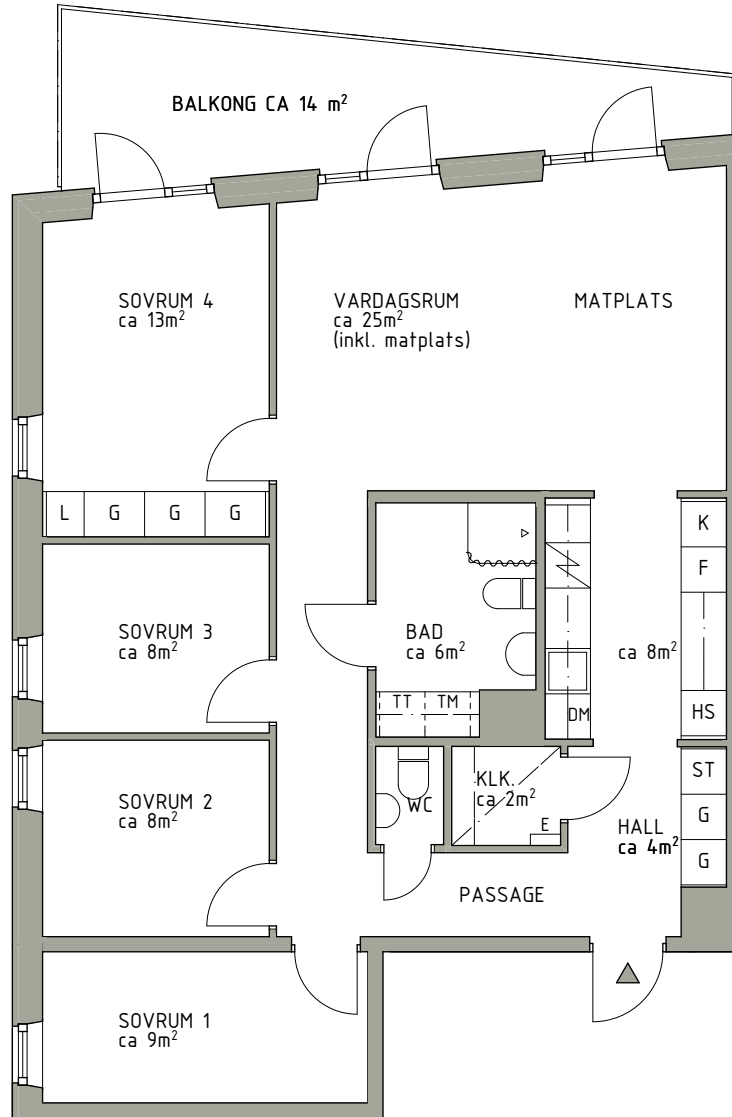 BALKONG CA 14 m²
SOVRUM 4
ca 13m²
VARDAGSRUM
ca 25m²
(inkl. matplats)
MATPLATS
L
G
G
G
K
F
SOVRUM 3
ca 8m²
BAD
ca 6m²
ca 8m²
TT
TM
DM
HS
SOVRUM 2
ca 8m²
WC
KLK.
ca 2m²
E
ST
G
G
HALL
ca 4m²
PASSAGE
SOVRUM 1
ca 9m²